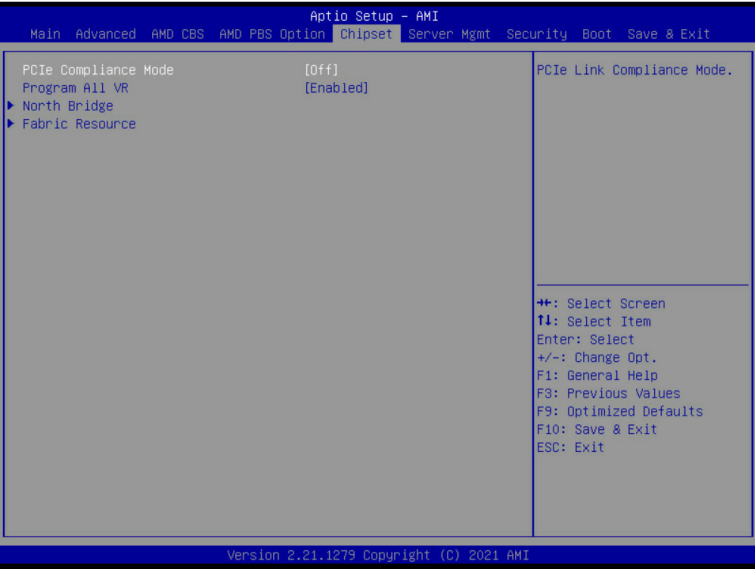 Aptio Setup – AMI
Main Advanced AMD CBS AMD PBS Option Chipset Server Mgmt Security Boot Save & Exit
PCIe Compliance Mode [Off]
Program All VR [Enabled]
▶ North Bridge
▶ Fabric Resource
PCIe Link Compliance Mode.
→←: Select Screen
↑↓: Select Item
Enter: Select
+/-: Change Opt.
F1: General Help
F3: Previous Values
F9: Optimized Defaults
F10: Save & Exit
ESC: Exit
Version 2.21.1279 Copyright (C) 2021 AMI